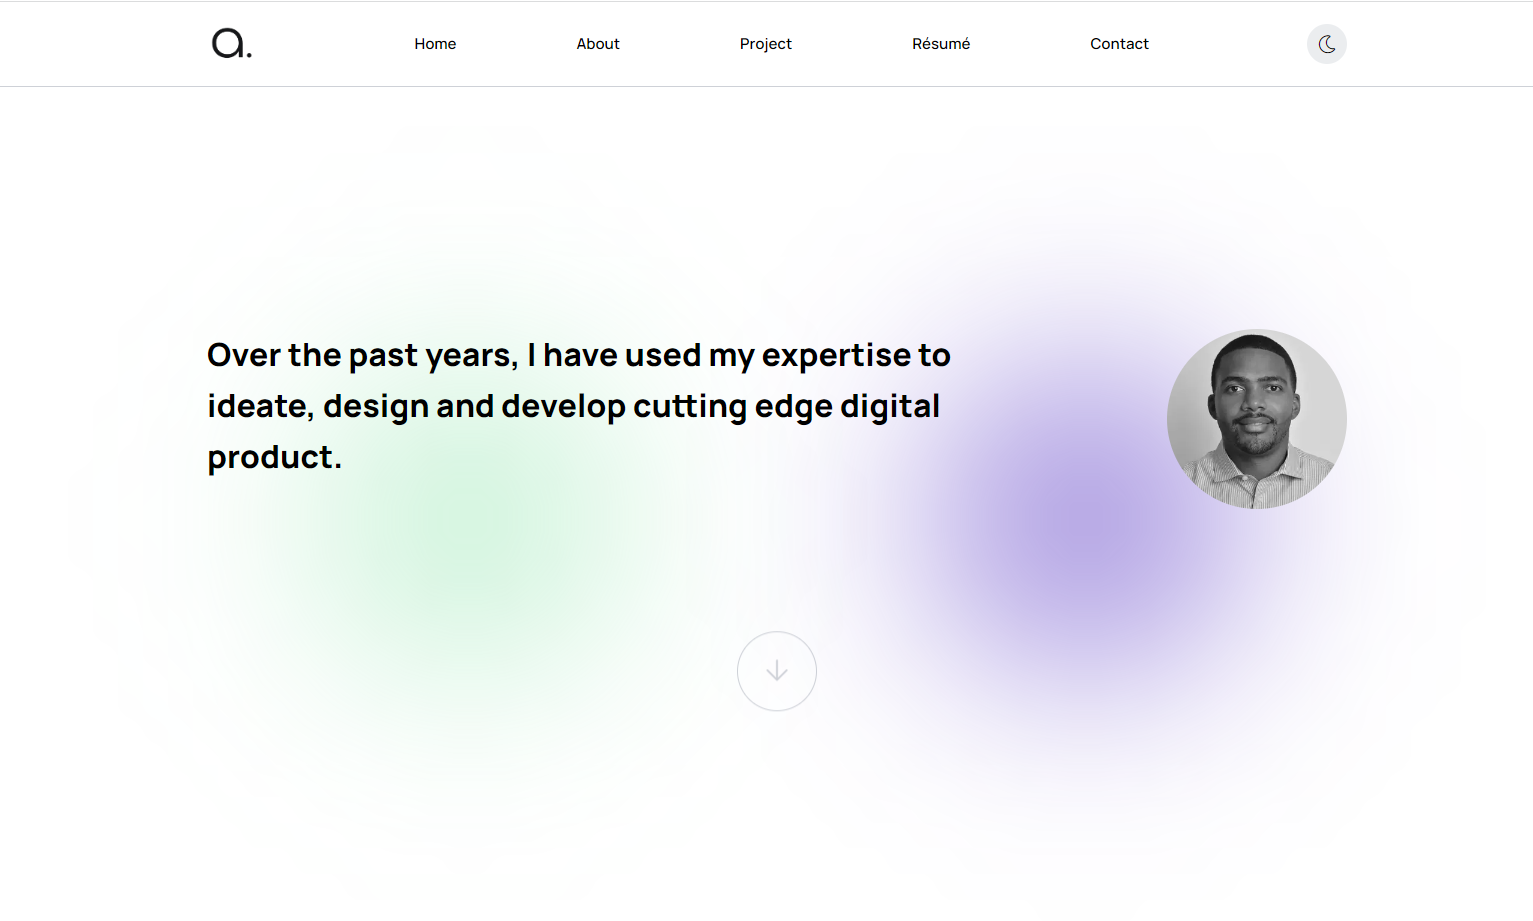 a.
Home
About
Project
Résumé
Contact
Over the past years, I have used my expertise to
ideate, design and develop cutting edge digital
product.